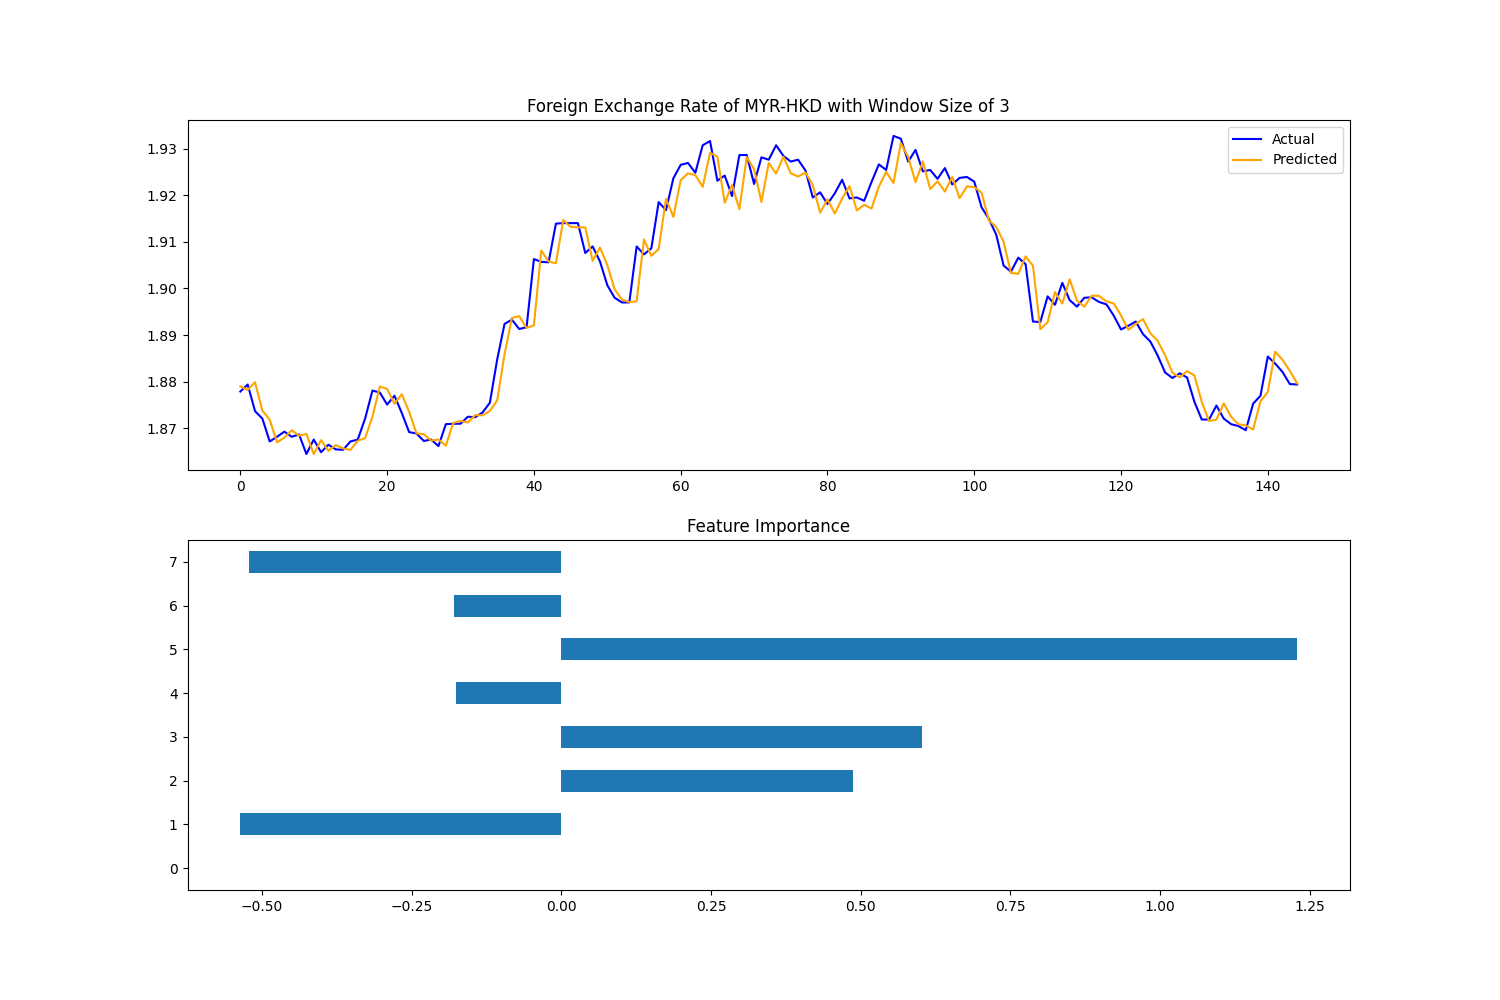 Foreign Exchange Rate of MYR-HKD with Window Size of 3
Actual
Predicted
1.93
1.92
1.91
1.90
1.89
1.88
1.87
0 20 40 60 80 100 120 140
Feature Importance
7
6
5
4
3
2
1
0
−0.50 −0.25 0.00 0.25 0.50 0.75 1.00 1.25